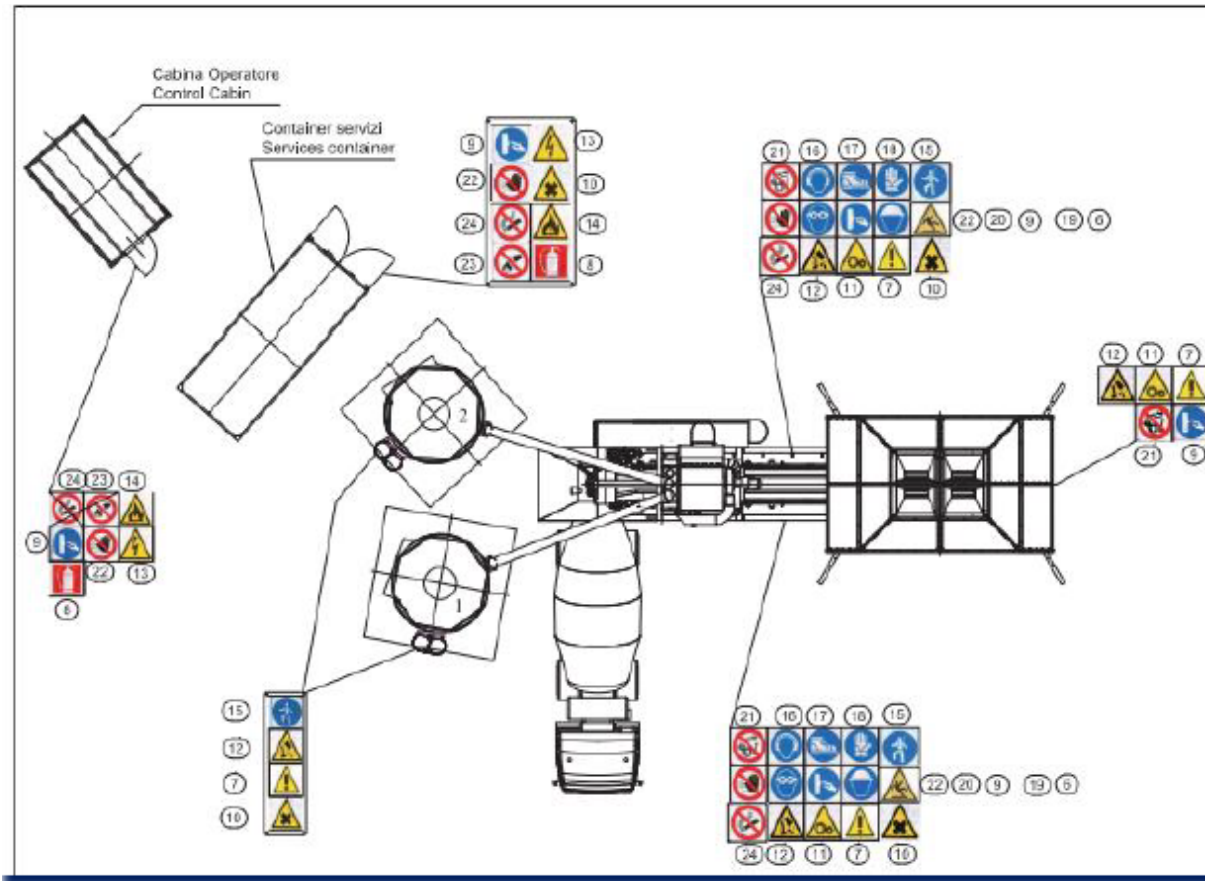 Cabina Operatore
Control Cabin
Container servizi
Services container
9 13
22 10
24 14
23 8
21 16 17 18 15
22 20 9 19 6
24 12 11 7 10
12 11 7
21 9
2
1
24 23 14
9
22 13
8
15
12
7
10
21 16 17 18 15
22 20 9 19 6
24 12 11 7 10